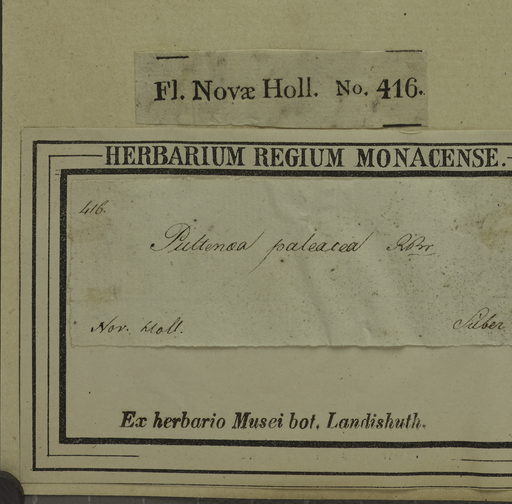 Fl. Novæ Holl. No. 416.
HERBARIUM REGIUM MONACENSE.
416.
Pultenæa paleacea RBr
Nov. Holl. Sieber
Ex herbario Musei bot. Landishuth.